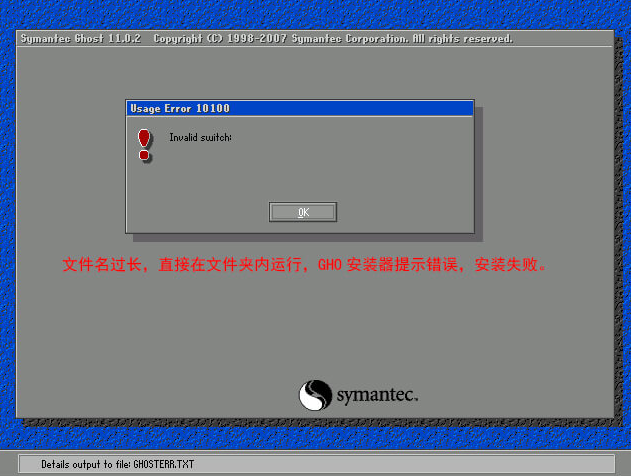 Symantec Ghost 11.0.2 Copyright (C) 1998-2007 Symantec Corporation. All rights reserved.
Usage Error 10100
Invalid switch:
OK
文件名过长，直接在文件夹内运行，GHO 安装器提示错误，安装失败。
symantec.
Details output to file: GHOSTERR.TXT